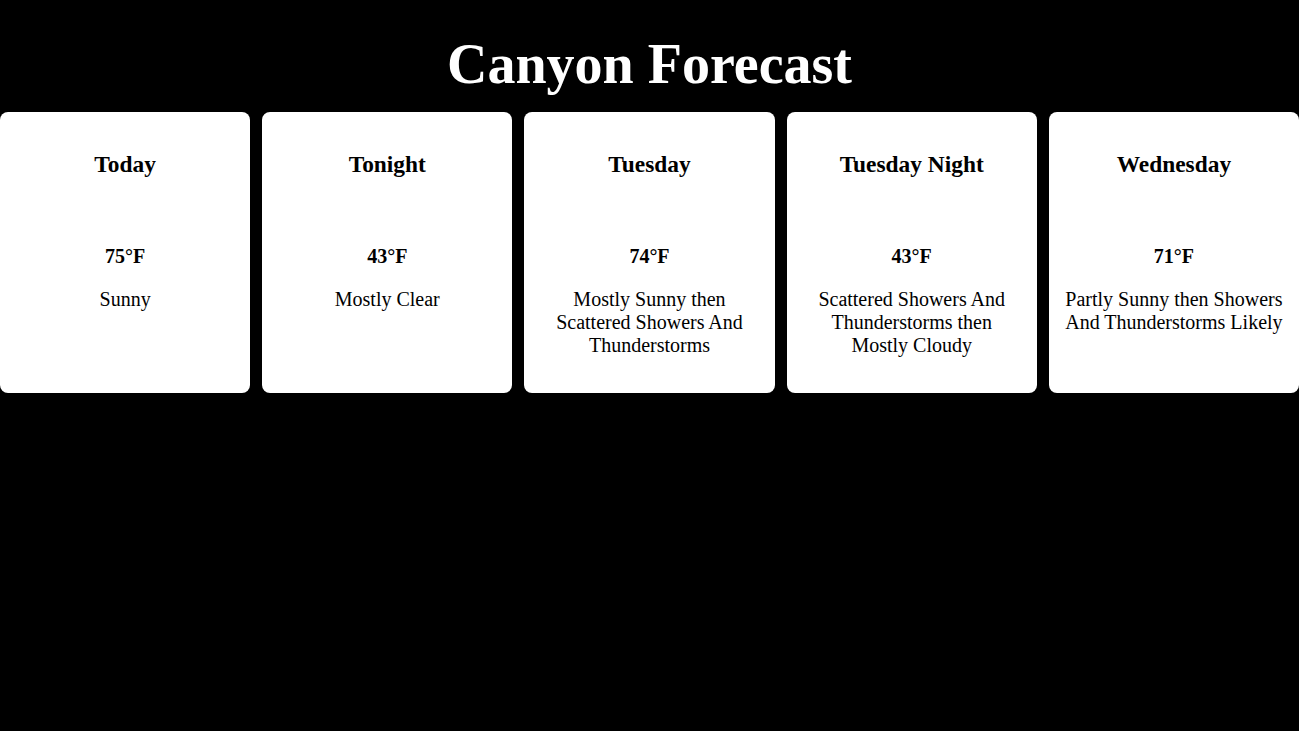 Canyon Forecast
Today
75°F
Sunny
Tonight
43°F
Mostly Clear
Tuesday
74°F
Mostly Sunny then
Scattered Showers And
Thunderstorms
Tuesday Night
43°F
Scattered Showers And
Thunderstorms then
Mostly Cloudy
Wednesday
71°F
Partly Sunny then Showers
And Thunderstorms Likely